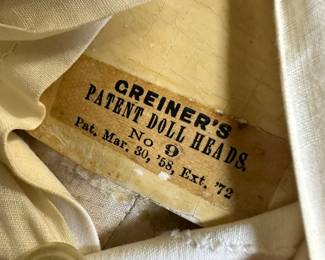 GREINER'S
PATENT DOLL HEADS.
No 9
Pat. Mar. 30, '58, Ext. '72